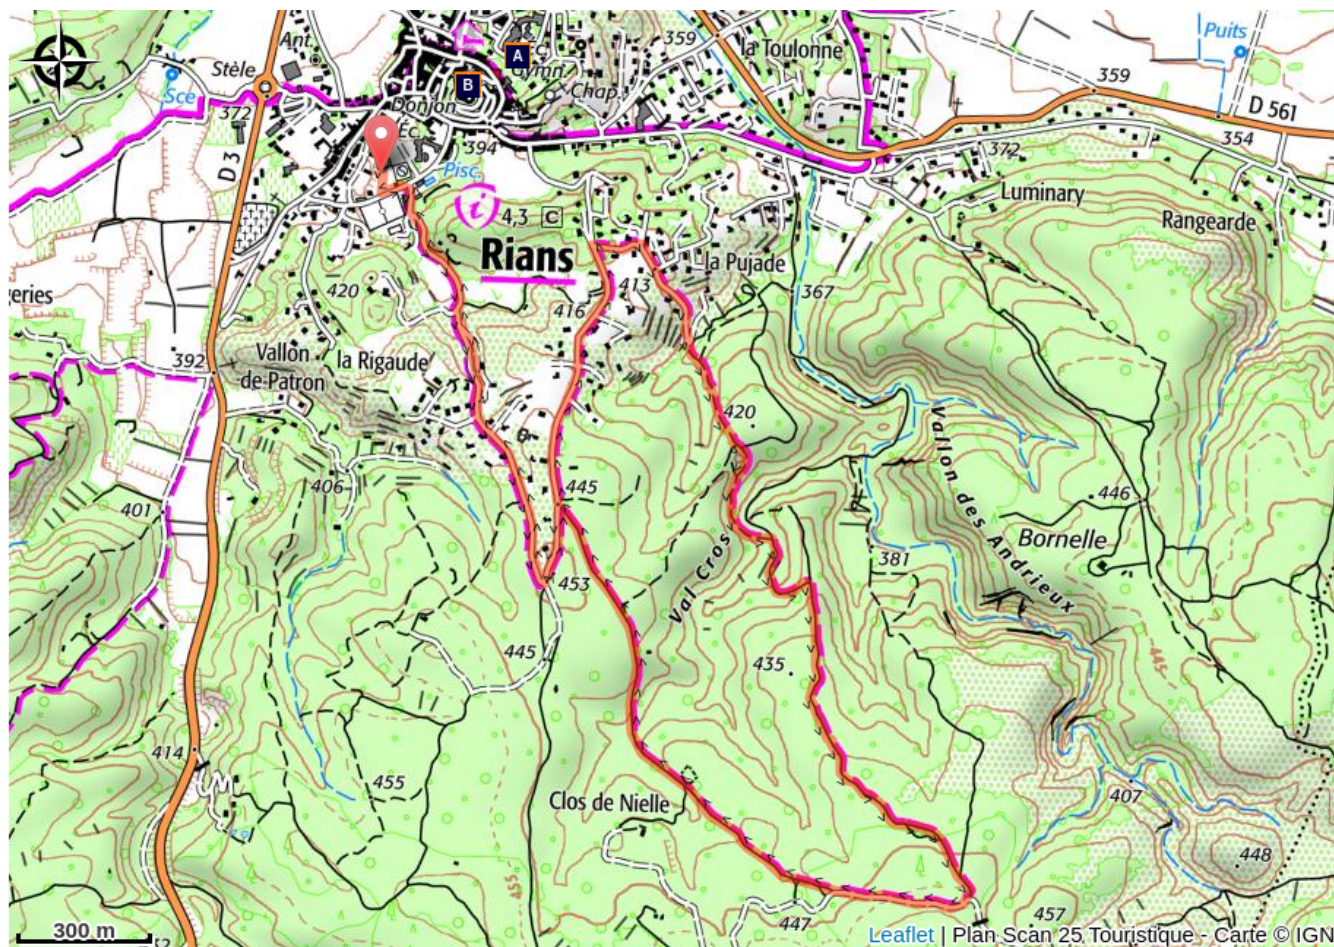 A
B
Ant.
359
la Toulonne
Puits
Stèle
Sce
372
Gymn.
Chap.
Donjon
Éc.
394
359
D 561
354
D 3
Pisc.
372
Luminary
Rangearde
4,3 C
Rians
la Pujade
420
413
367
416
geries
392
Vallon
de Patron
la Rigaude
420
Vallon des Andrieux
406
445
446
401
Bornelle
453
381
Val Cros
445
435
445
414
455
Clos de Nielle
407
448
455
447
457
300 m
Leaflet | Plan Scan 25 Touristique - Carte © IGN